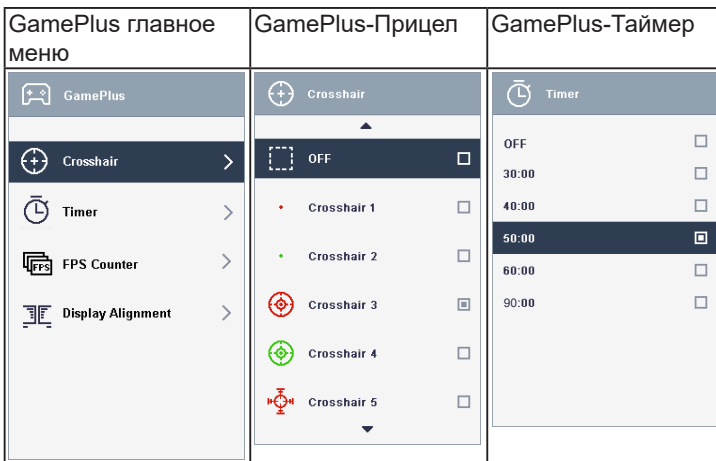 GamePlus главное
меню
GamePlus-Прицел
GamePlus-Таймер
GamePlus
Crosshair
Timer
FPS
FPS Counter
Display Alignment
Crosshair
OFF
Crosshair 1
Crosshair 2
Crosshair 3
Crosshair 4
Crosshair 5
Timer
OFF
30:00
40:00
50:00
60:00
90:00